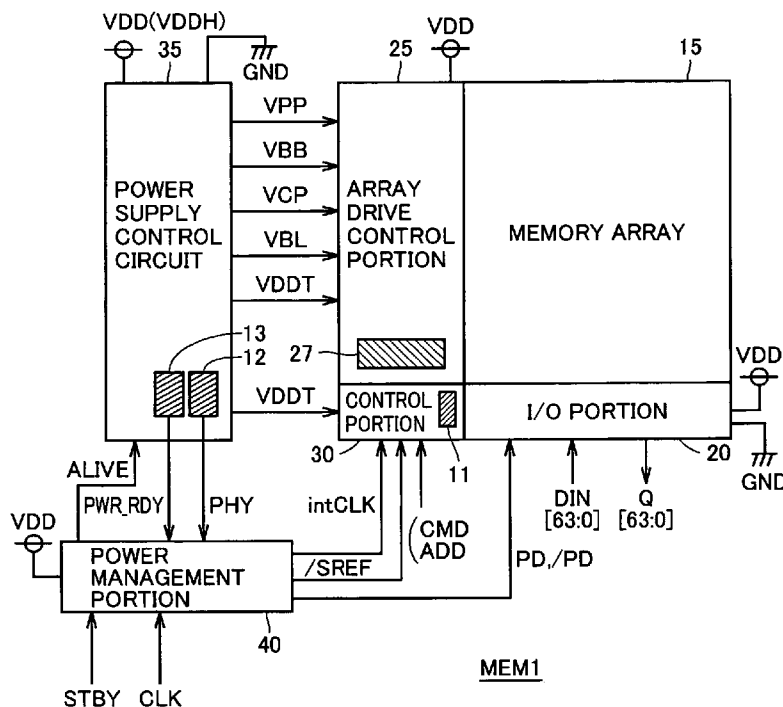 VDD(VDDH)
35
GND
25
VDD
15
VPP
VBB
VCP
VBL
VDDT
POWER
SUPPLY
CONTROL
CIRCUIT
ARRAY
DRIVE
CONTROL
PORTION
MEMORY ARRAY
13
12
27
VDD
VDDT
CONTROL
PORTION
11
I/O PORTION
30
20
GND
ALIVE
PWR_RDY
PHY
intCLK
(CMD
ADD
DIN
[63:0]
Q
[63:0]
VDD
POWER
MANAGEMENT
PORTION
/SREF
PD,/PD
40
STBY
CLK
MEM1